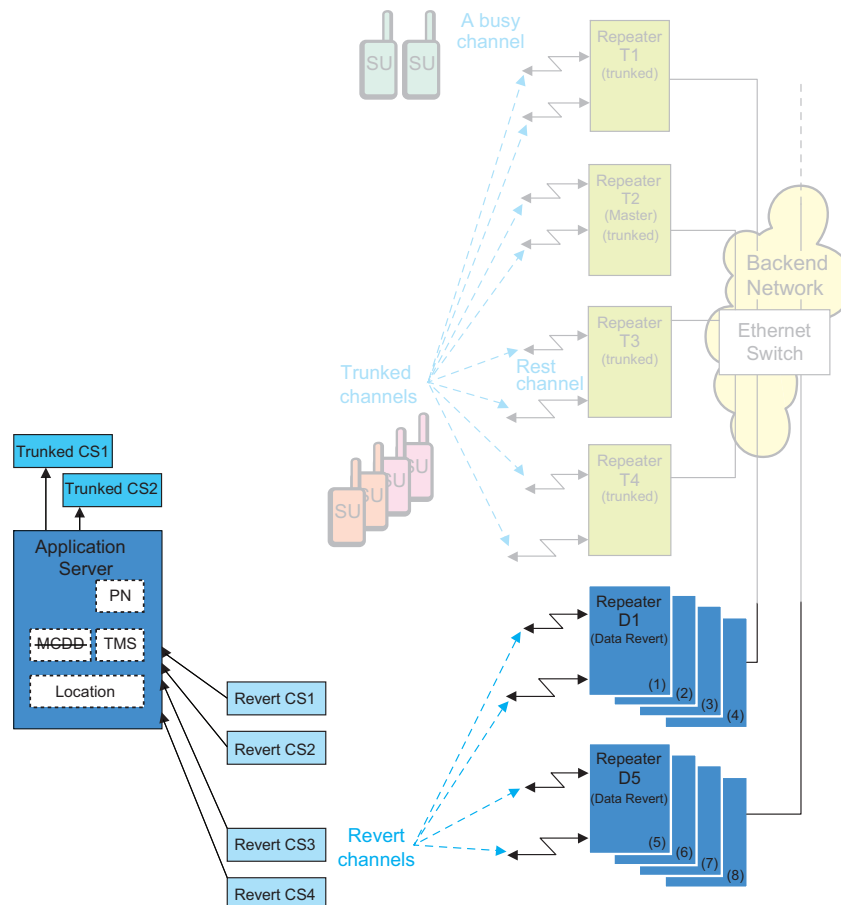 A busy
channel
SU
SU
Repeater
T1
(trunked)
Repeater
T2
(Master)
(trunked)
Backend
Network
Ethernet
Switch
Repeater
T3
(trunked)
Trunked
channels
Rest
channel
SU
SU
SU
SU
Repeater
T4
(trunked)
Trunked CS1
Trunked CS2
Application
Server
PN
MCDD
TMS
Location
Revert CS1
Revert CS2
Revert CS3
Revert CS4
Repeater
D1
(Data Revert)
(1)
(2)
(3)
(4)
Revert
channels
Repeater
D5
(Data Revert)
(5)
(6)
(7)
(8)